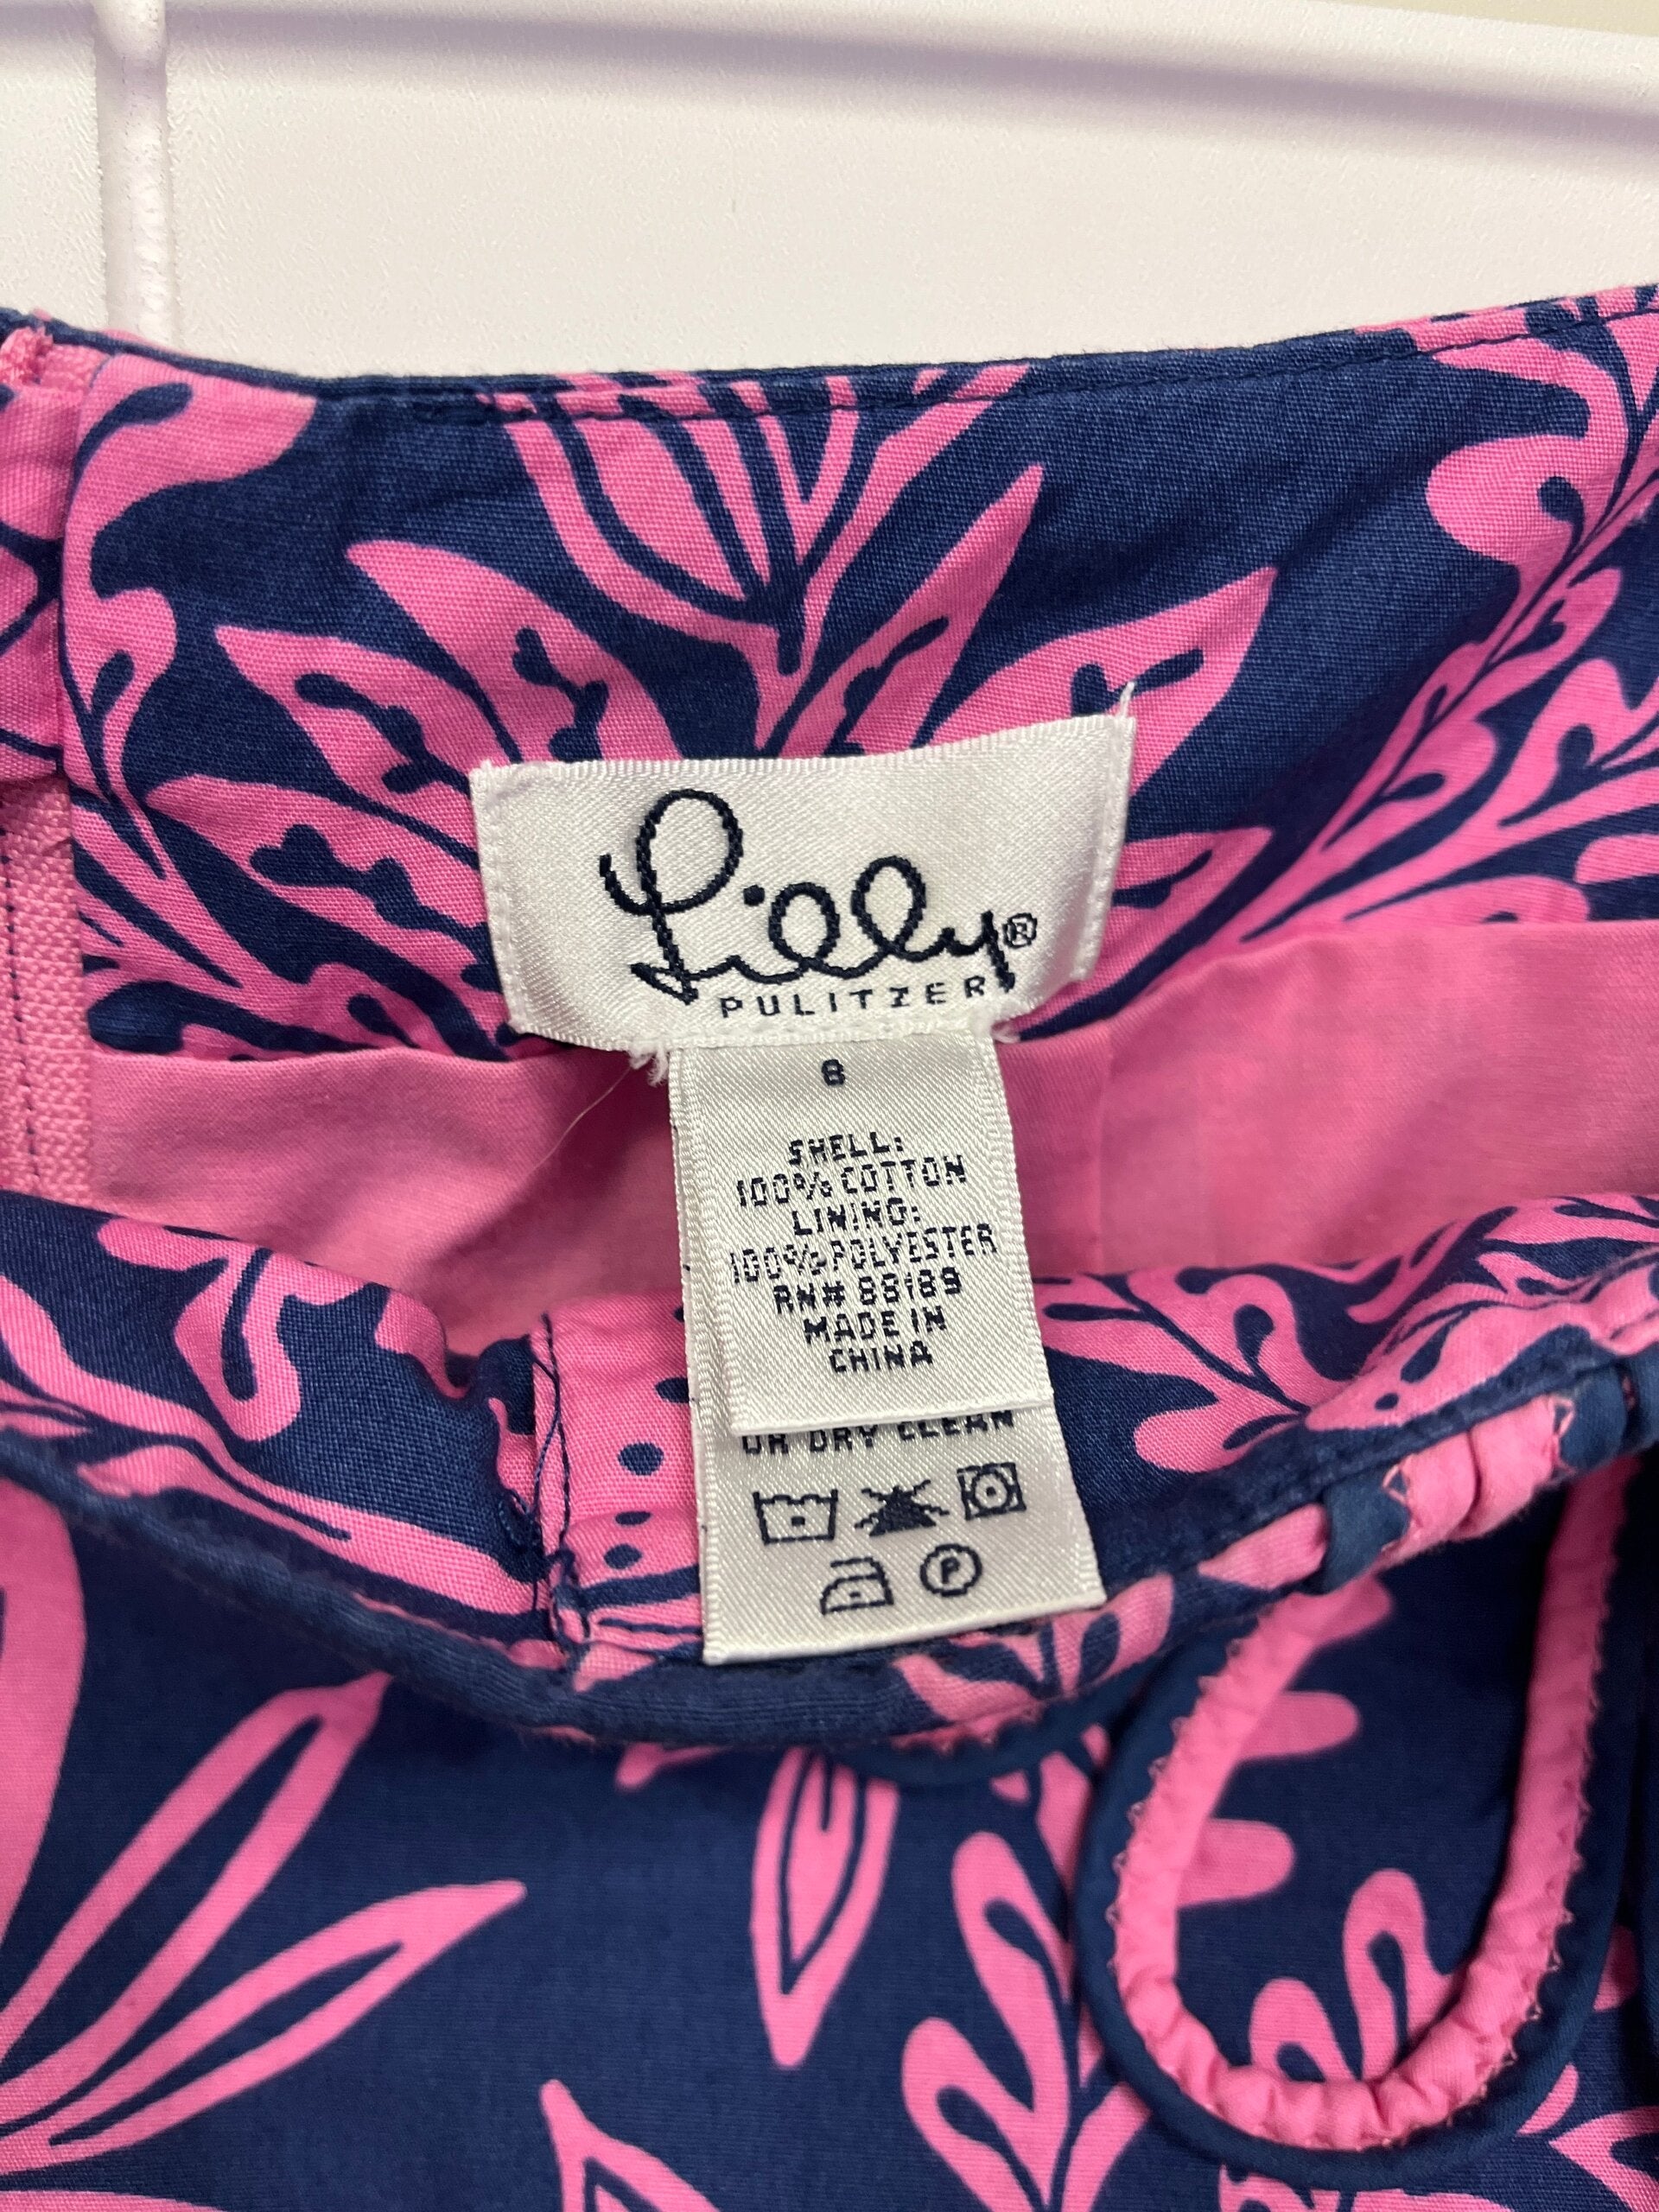 Lilly®
PULITZER
8
SHELL:
100% COTTON
LINING:
100% POLYESTER
RN# 88189
MADE IN
CHINA
OR DRY CLEAN
P